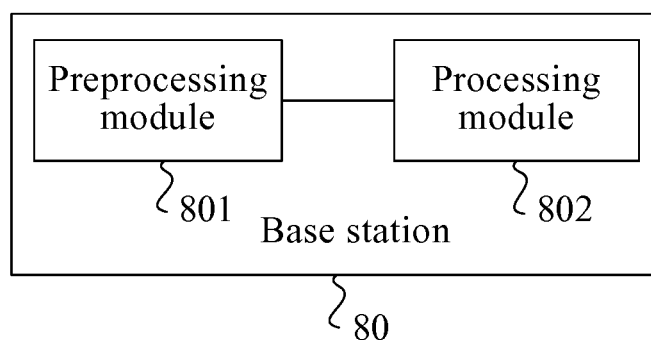 Preprocessing
module
Processing
module
801
802
Base station
80